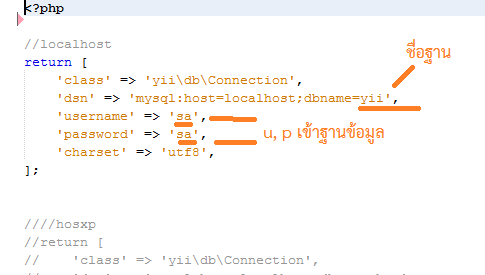 <?php
//localhost
ชื่อฐาน
return [
'class' => 'yii\db\Connection',
'dsn' => 'mysql:host=localhost;dbname=yii',
'username' => 'sa',
'password' => 'sa',
u, p เข้าฐานข้อมูล
'charset' => 'utf8',
];
////hosxp
//return [
// 'class' => 'yii\db\Connection',